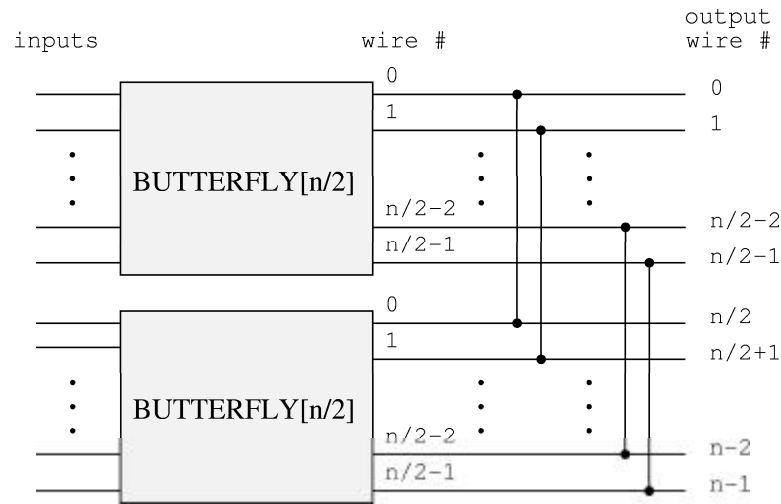 output
inputs wire # wire #
0 0
1 1
BUTTERFLY[n/2]
n/2-2 n/2-2
n/2-1 n/2-1
0 n/2
1 n/2+1
BUTTERFLY[n/2]
n/2-2 n-2
n/2-1 n-1